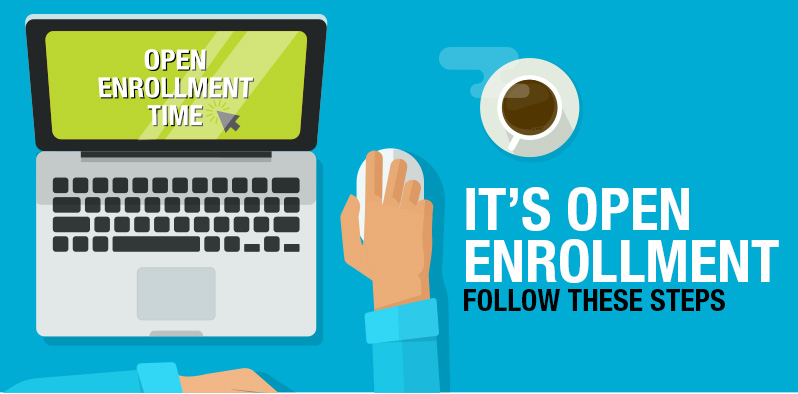 OPEN
ENROLLMENT
TIME
IT’S OPEN
ENROLLMENT
FOLLOW THESE STEPS